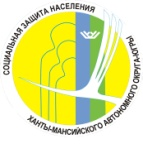 СОЦИАЛЬНАЯ ЗАЩИТА НАСЕЛЕНИЯ
ХАНТЫ-МАНСИЙСКОГО АВТОНОМНОГО ОКРУГА-ЮГРЫ